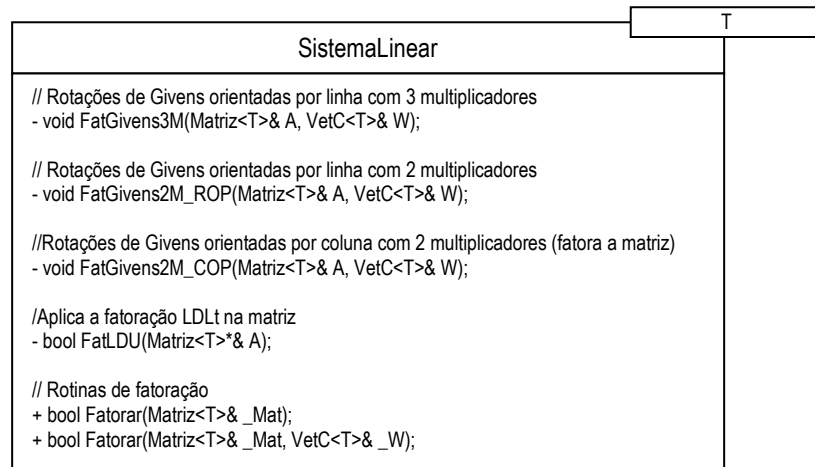 T
SistemaLinear
// Rotações de Givens orientadas por linha com 3 multiplicadores
- void FatGivens3M(Matriz<T>& A, VetC<T>& W);
// Rotações de Givens orientadas por linha com 2 multiplicadores
- void FatGivens2M_ROP(Matriz<T>& A, VetC<T>& W);
//Rotações de Givens orientadas por coluna com 2 multiplicadores (fatora a matriz)
- void FatGivens2M_COP(Matriz<T>& A, VetC<T>& W);
/Aplica a fatoração LDLt na matriz
- bool FatLDU(Matriz<T>*& A);
// Rotinas de fatoração
+ bool Fatorar(Matriz<T>& _Mat);
+ bool Fatorar(Matriz<T>& _Mat, VetC<T>& _W);